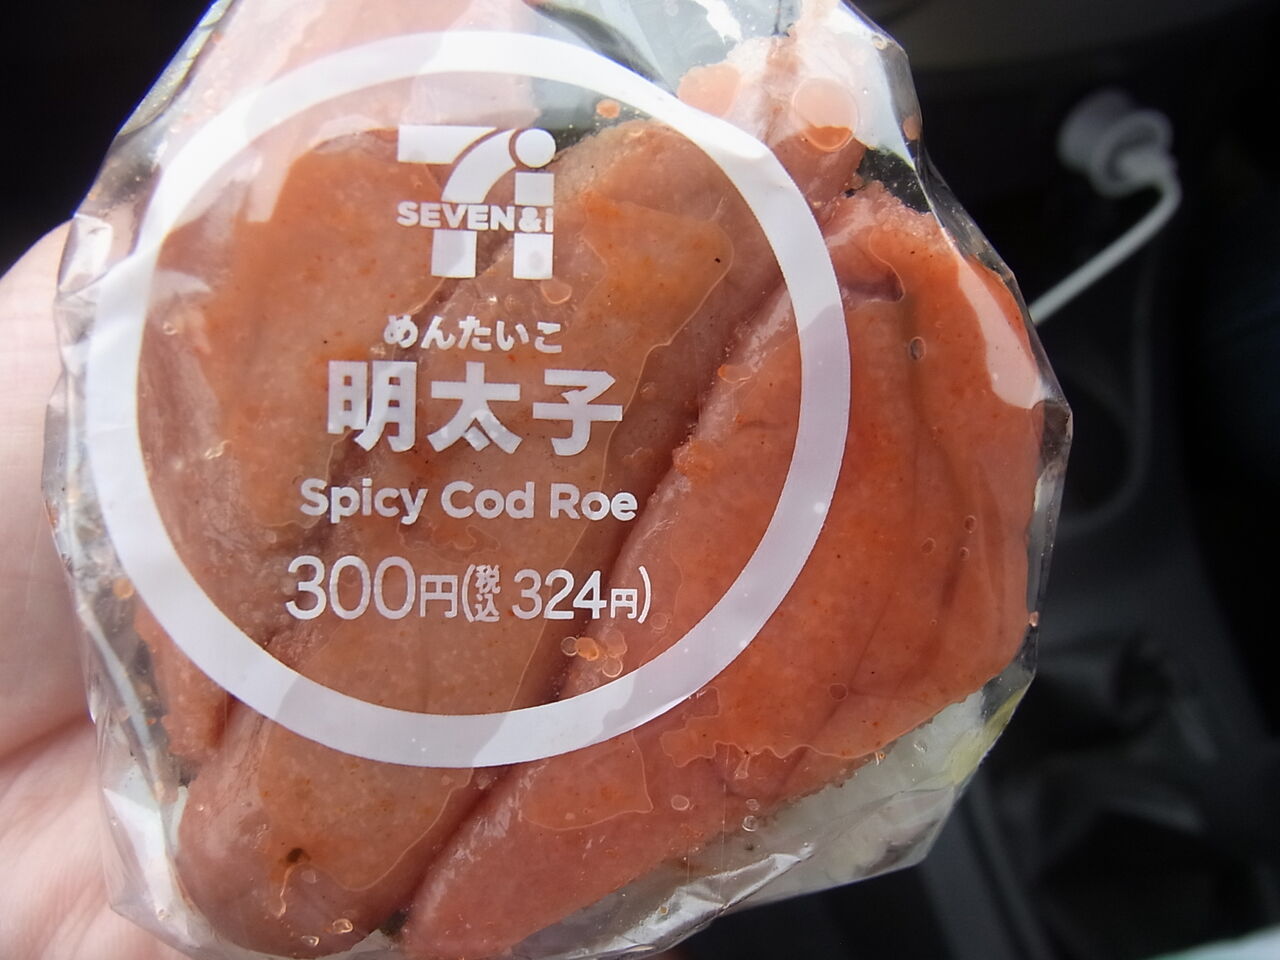 SEVEN&i
めんたいこ
明太子
Spicy Cod Roe
300円(税込 324円)